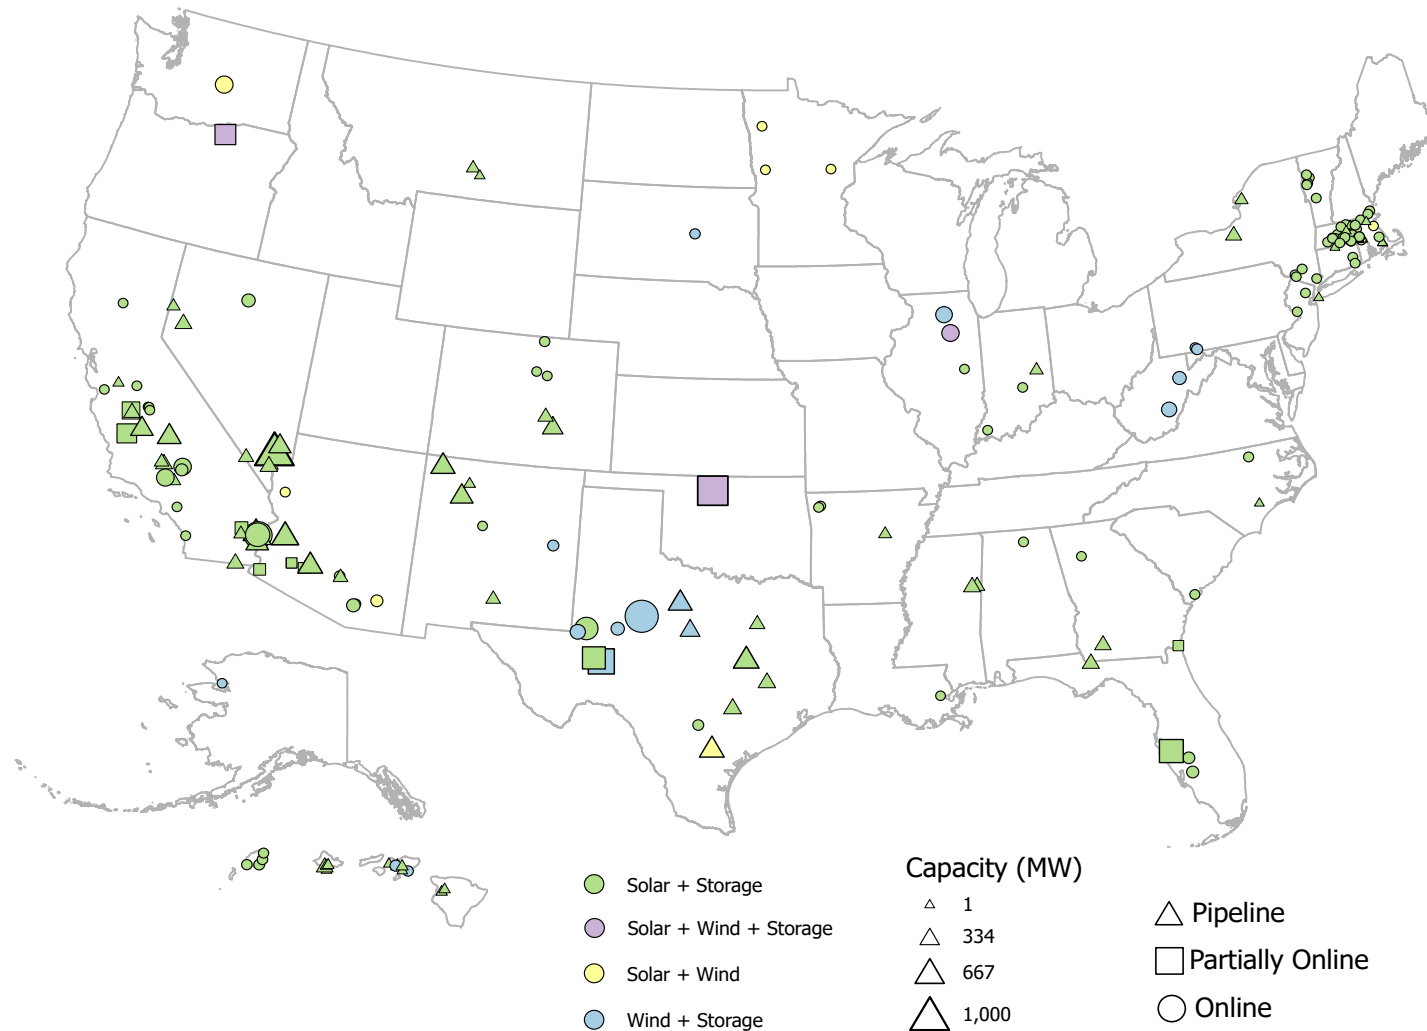 Solar + Storage
Solar + Wind + Storage
Solar + Wind
Wind + Storage
Capacity (MW)
1
334
667
1,000
Pipeline
Partially Online
Online